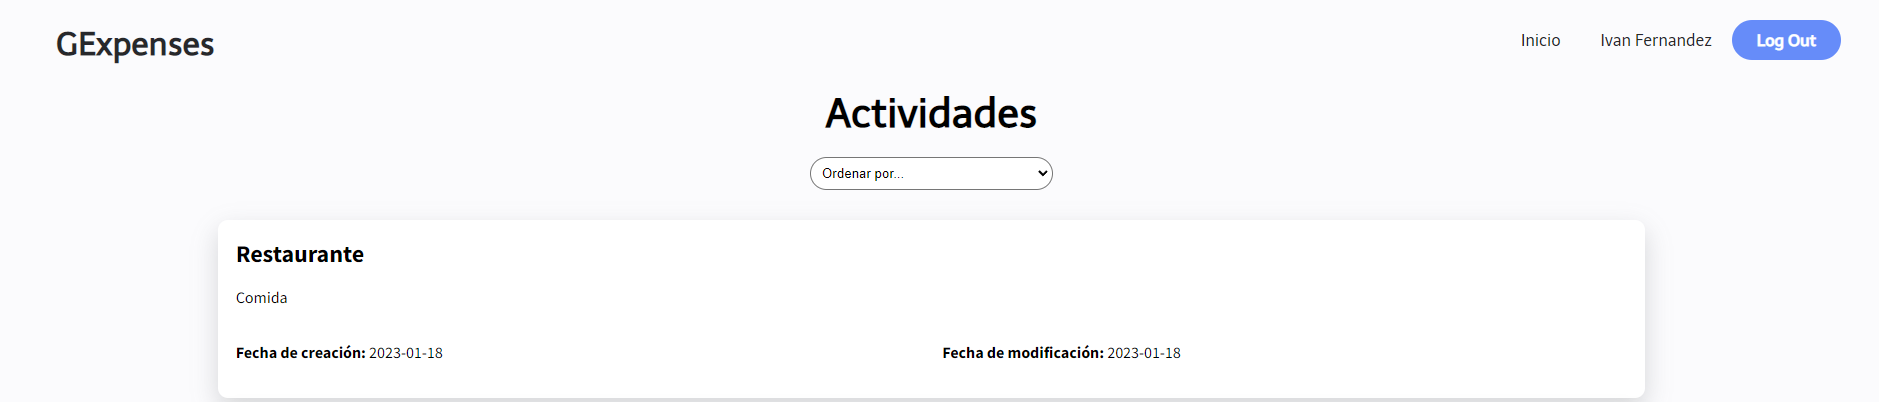 GExpenses
Inicio Ivan Fernandez Log Out
Actividades
Ordenar por...
Restaurante
Comida
Fecha de creación: 2023-01-18 Fecha de modificación: 2023-01-18